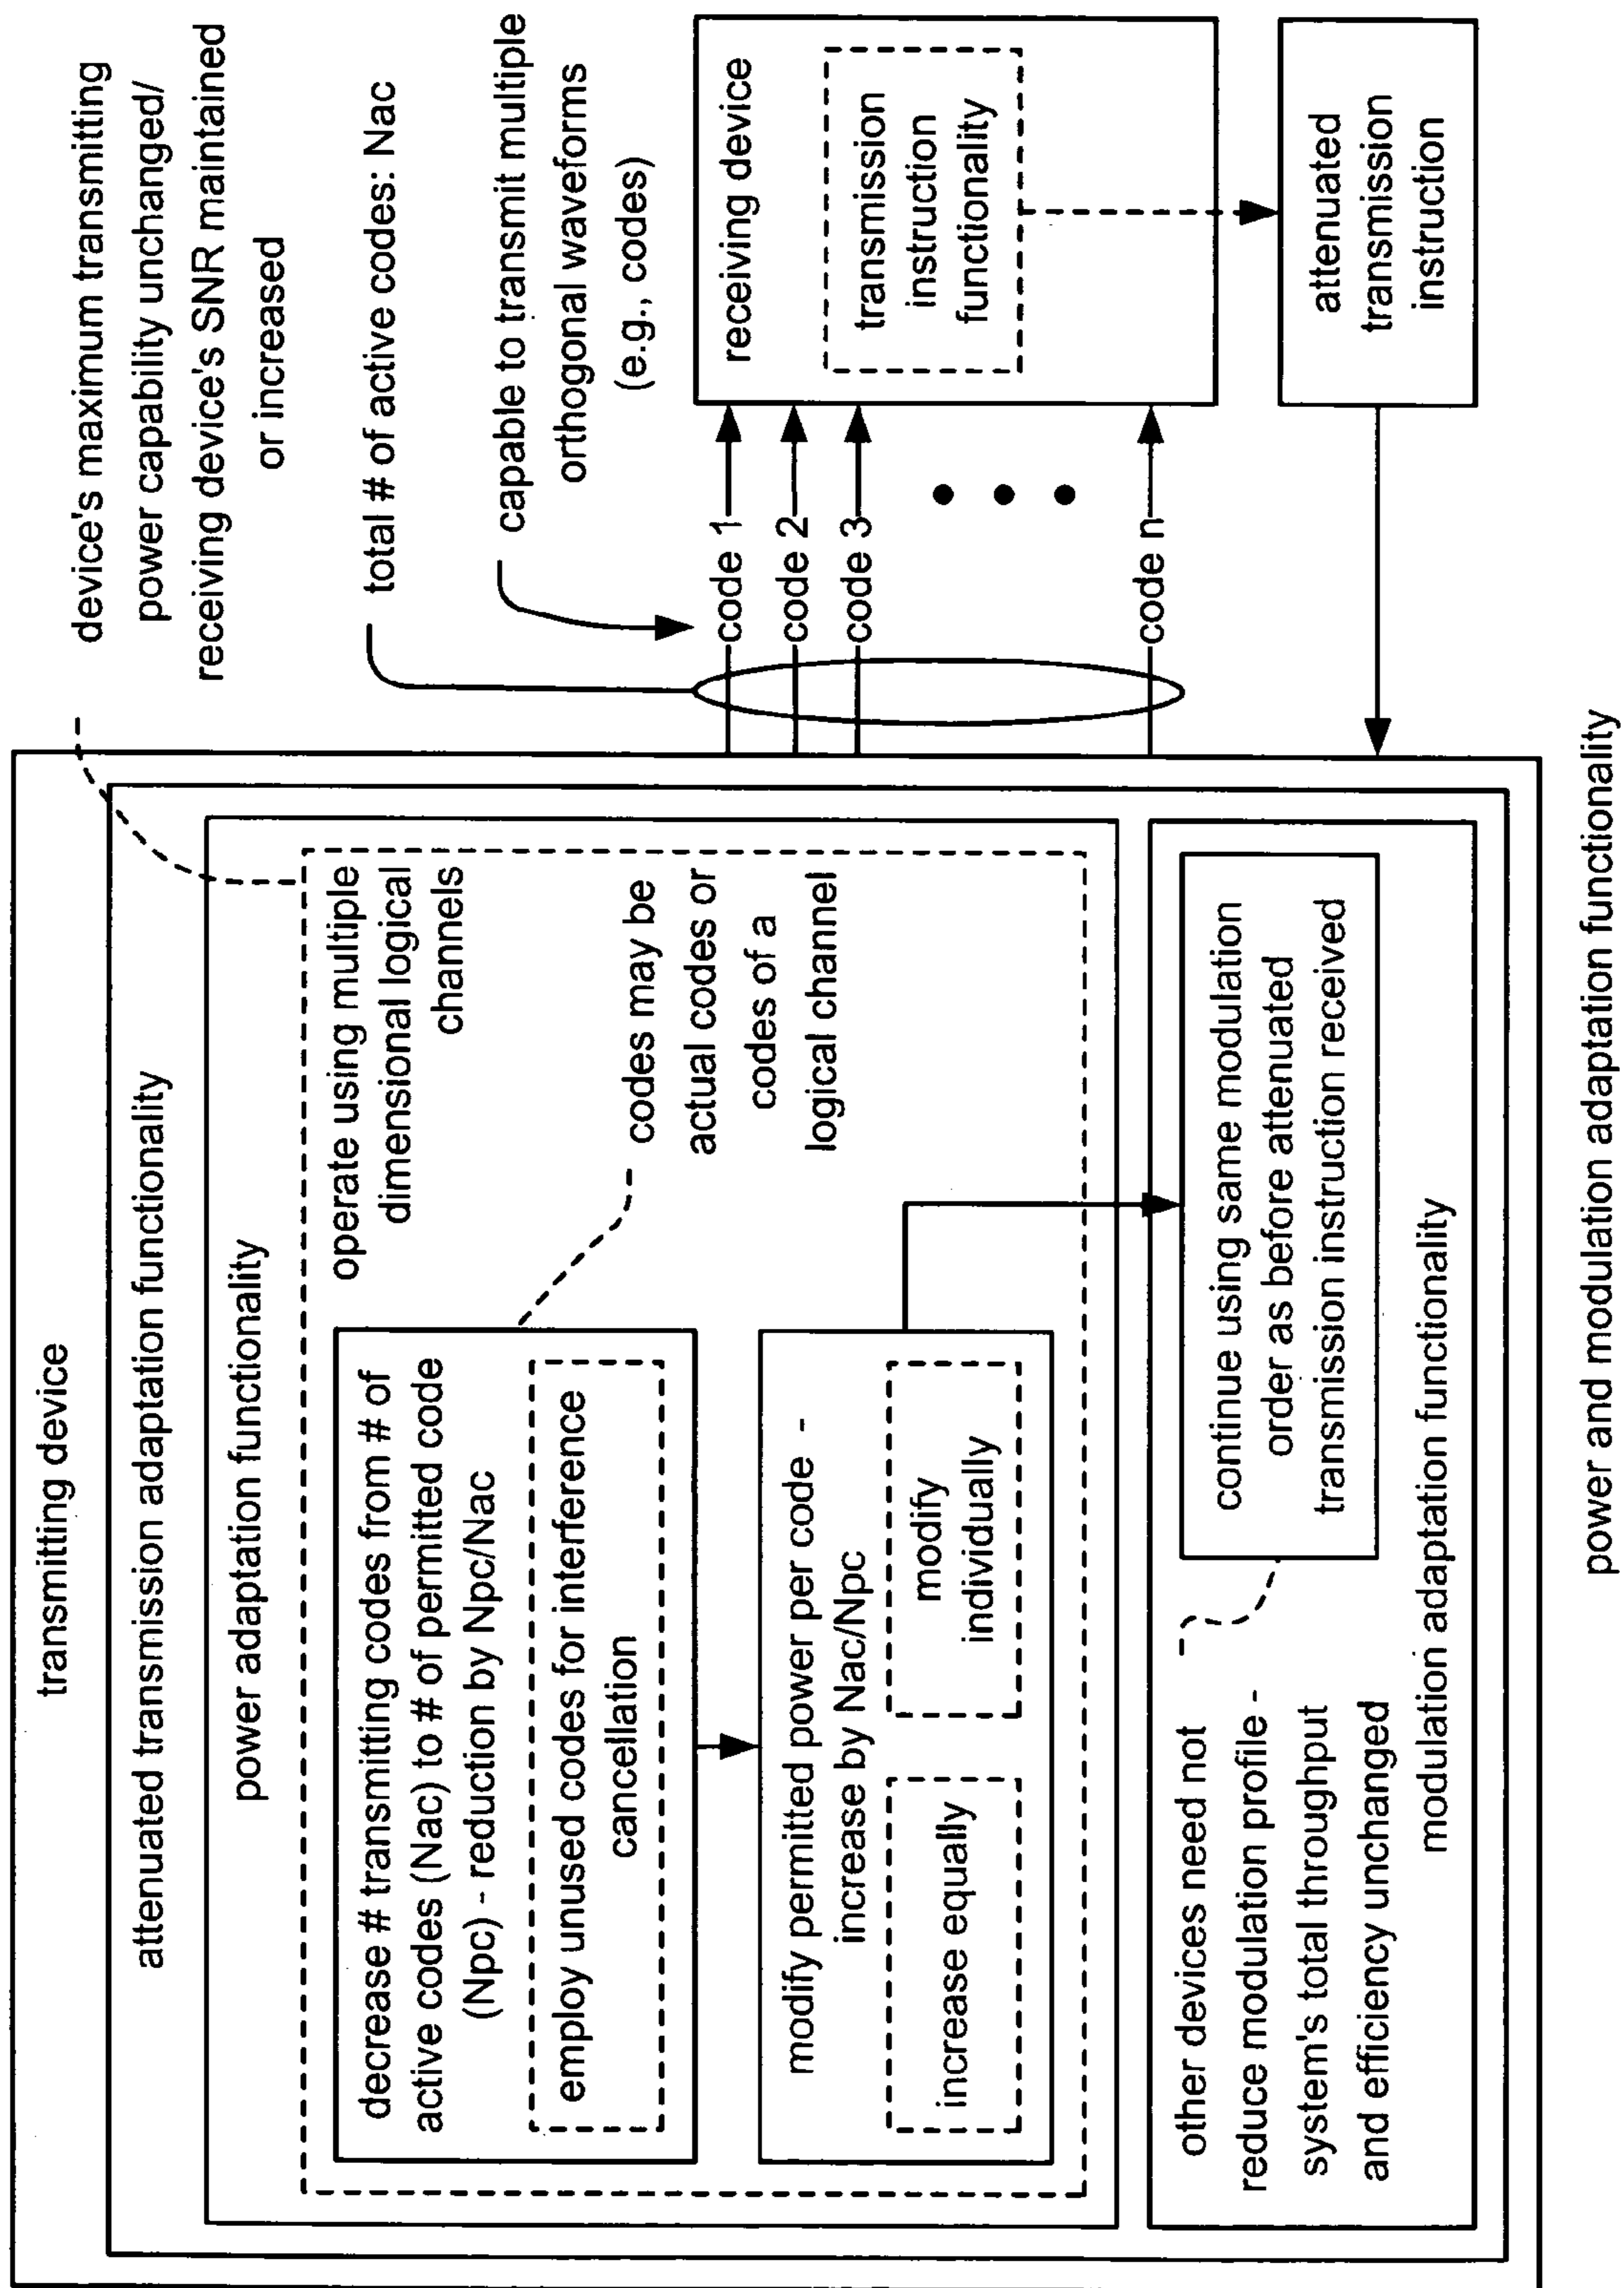 transmitting device
attenuated transmission adaptation functionality
power adaptation functionality
operate using multiple
dimensional logical
channels
decrease # transmitting codes from # of
active codes (Nac) to # of permitted code
(Npc) - reduction by Npc/Nac
employ unused codes for interference
cancellation
codes may be
actual codes or
codes of a
logical channel
modify permitted power per code -
increase by Nac/Npc
increase equally
modify
individually
other devices need not
reduce modulation profile -
system's total throughput
and efficiency unchanged
continue using same modulation
order as before attenuated
transmission instruction received
modulation adaptation functionality
device's maximum transmitting
power capability unchanged/
receiving device's SNR maintained
or increased
total # of active codes: Nac
capable to transmit multiple
orthogonal waveforms
(e.g., codes)
code 1
code 2
code 3
code n
receiving device
transmission
instruction
functionality
attenuated
transmission
instruction
power and modulation adaptation functionality